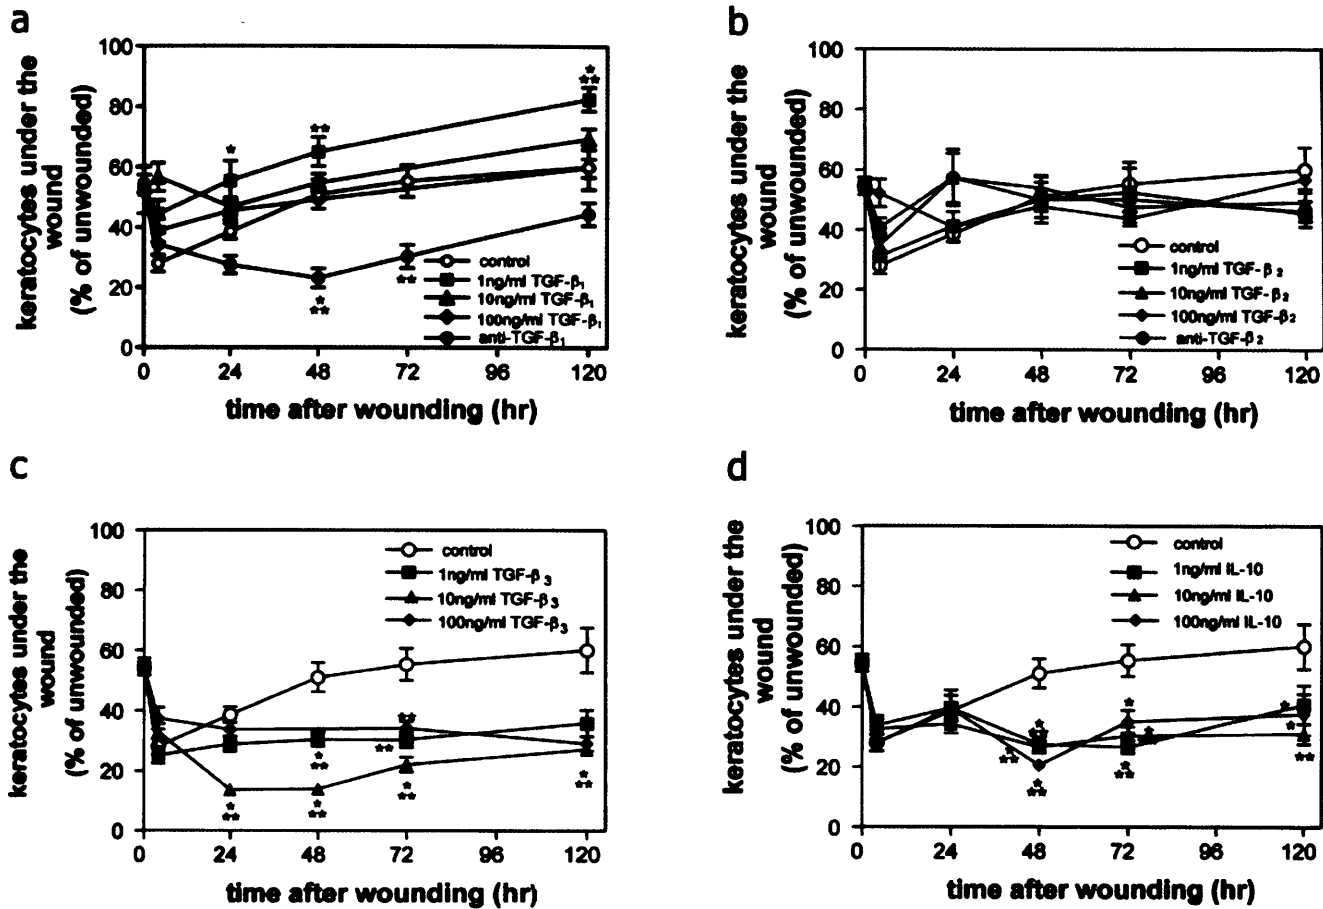 a
keratocytes under the
wound
(% of unwounded)
100
80
60
40
20
0
*
**
*
**
*
**
**
control
1ng/ml TGF-β₁
10ng/ml TGF-β₁
100ng/ml TGF-β₁
anti-TGF-β₁
0 24 48 72 96 120
time after wounding (hr)
b
keratocytes under the
wound
(% of unwounded)
100
80
60
40
20
0
control
1ng/ml TGF-β₂
10ng/ml TGF-β₂
100ng/ml TGF-β₂
anti-TGF-β₂
0 24 48 72 96 120
time after wounding (hr)
c
keratocytes under the
wound
(% of unwounded)
100
80
60
40
20
0
control
1ng/ml TGF-β₃
10ng/ml TGF-β₃
100ng/ml TGF-β₃
**
**
*
**
*
**
*
**
*
**
*
**
0 24 48 72 96 120
time after wounding (hr)
d
keratocytes under the
wound
(% of unwounded)
100
80
60
40
20
0
control
1ng/ml IL-10
10ng/ml IL-10
100ng/ml IL-10
*
**
*
**
*
**
*
*
**
*
*
**
0 24 48 72 96 120
time after wounding (hr)